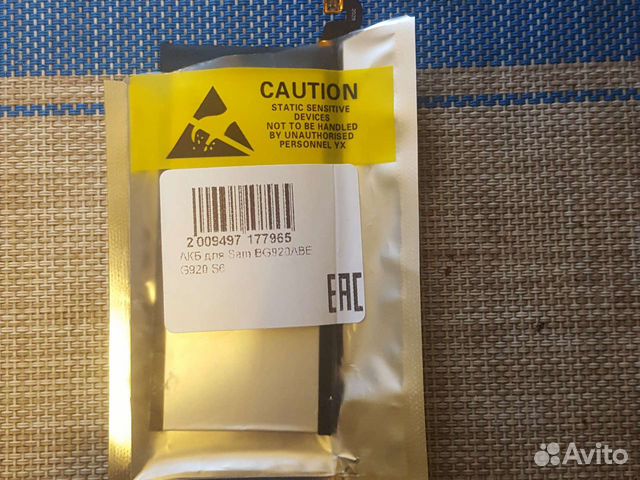 CAUTION
STATIC SENSITIVE
DEVICES
NOT TO BE HANDLED
BY UNAUTHORISED
PERSONNEL YX
2 009497 177965
АКБ для Sam BG920ABE
G920 S6
EAC
Avito